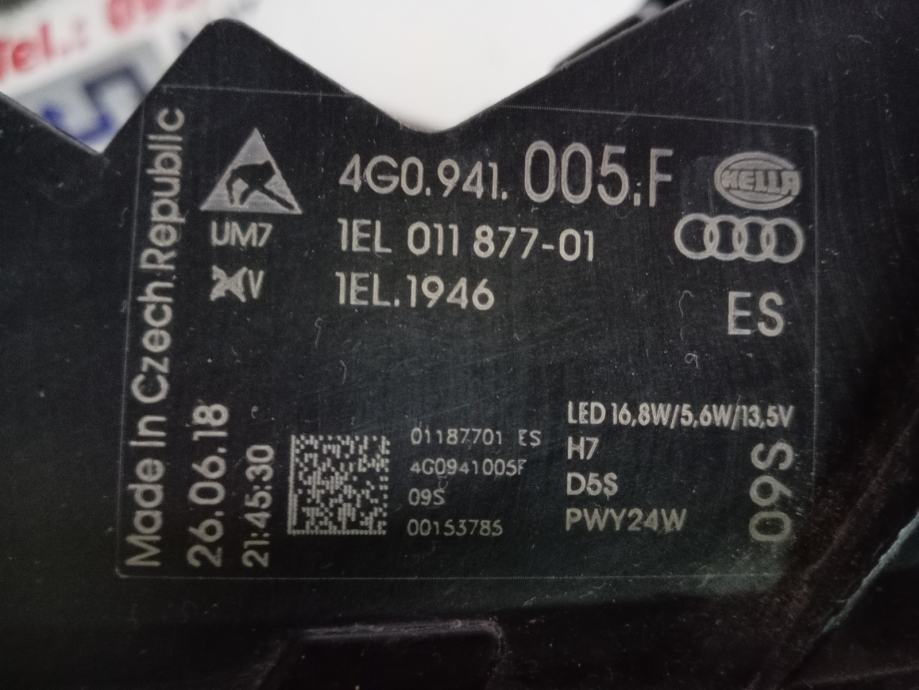 Tel.:
Made In Czech Republic
26.06.18
21:45:30
UM7
XV
4G0.941. 005.F
1EL 011 877-01
1EL.1946
HELLA
ES
01187701 ES
4G0941005F
09S
00153785
LED 16,8W/5,6W/13,5V
H7
D5S
PWY24W
09S